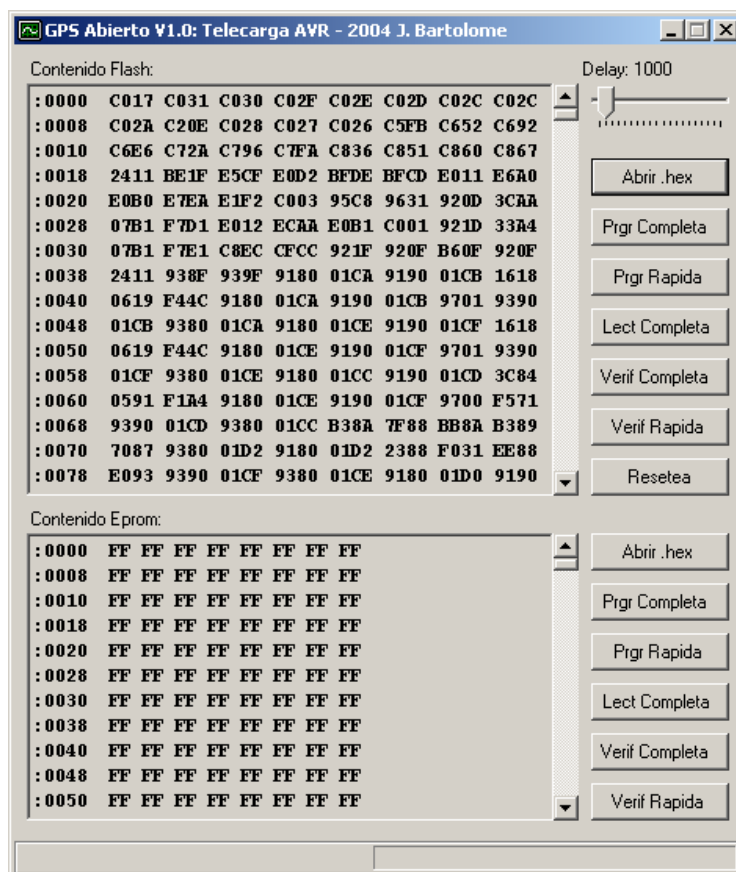 GPS Abierto V1.0: Telecarga AVR - 2004 J. Bartolome
Contenido Flash:
Delay: 1000
:0000 C017 C031 C030 C02F C02E C02D C02C C02C
:0008 C02A C20E C028 C027 C026 C5FB C652 C692
:0010 C6E6 C72A C796 C7FA C836 C851 C860 C867
:0018 2411 BE1F E5CF E0D2 BFDE BFCD E011 E6A0
:0020 E0B0 E7EA E1F2 C003 95C8 9631 920D 3CAA
:0028 07B1 F7D1 E012 ECAA E0B1 C001 921D 33A4
:0030 07B1 F7E1 C8EC CFCC 921F 920F B60F 920F
:0038 2411 938F 939F 9180 01CA 9190 01CB 1618
:0040 0619 F44C 9180 01CA 9190 01CB 9701 9390
:0048 01CB 9380 01CA 9180 01CE 9190 01CF 1618
:0050 0619 F44C 9180 01CE 9190 01CF 9701 9390
:0058 01CF 9380 01CE 9180 01CC 9190 01CD 3C84
:0060 0591 F1A4 9180 01CE 9190 01CF 9700 F571
:0068 9390 01CD 9380 01CC B38A 7F88 BB8A B389
:0070 7087 9380 01D2 9180 01D2 2388 F031 EE88
:0078 E093 9390 01CF 9380 01CE 9180 01D0 9190
Abrir .hex
Prgr Completa
Prgr Rapida
Lect Completa
Verif Completa
Verif Rapida
Resetea
Contenido Eprom:
:0000 FF FF FF FF FF FF FF FF
:0008 FF FF FF FF FF FF FF FF
:0010 FF FF FF FF FF FF FF FF
:0018 FF FF FF FF FF FF FF FF
:0020 FF FF FF FF FF FF FF FF
:0028 FF FF FF FF FF FF FF FF
:0030 FF FF FF FF FF FF FF FF
:0038 FF FF FF FF FF FF FF FF
:0040 FF FF FF FF FF FF FF FF
:0048 FF FF FF FF FF FF FF FF
:0050 FF FF FF FF FF FF FF FF
Abrir .hex
Prgr Completa
Prgr Rapida
Lect Completa
Verif Completa
Verif Rapida